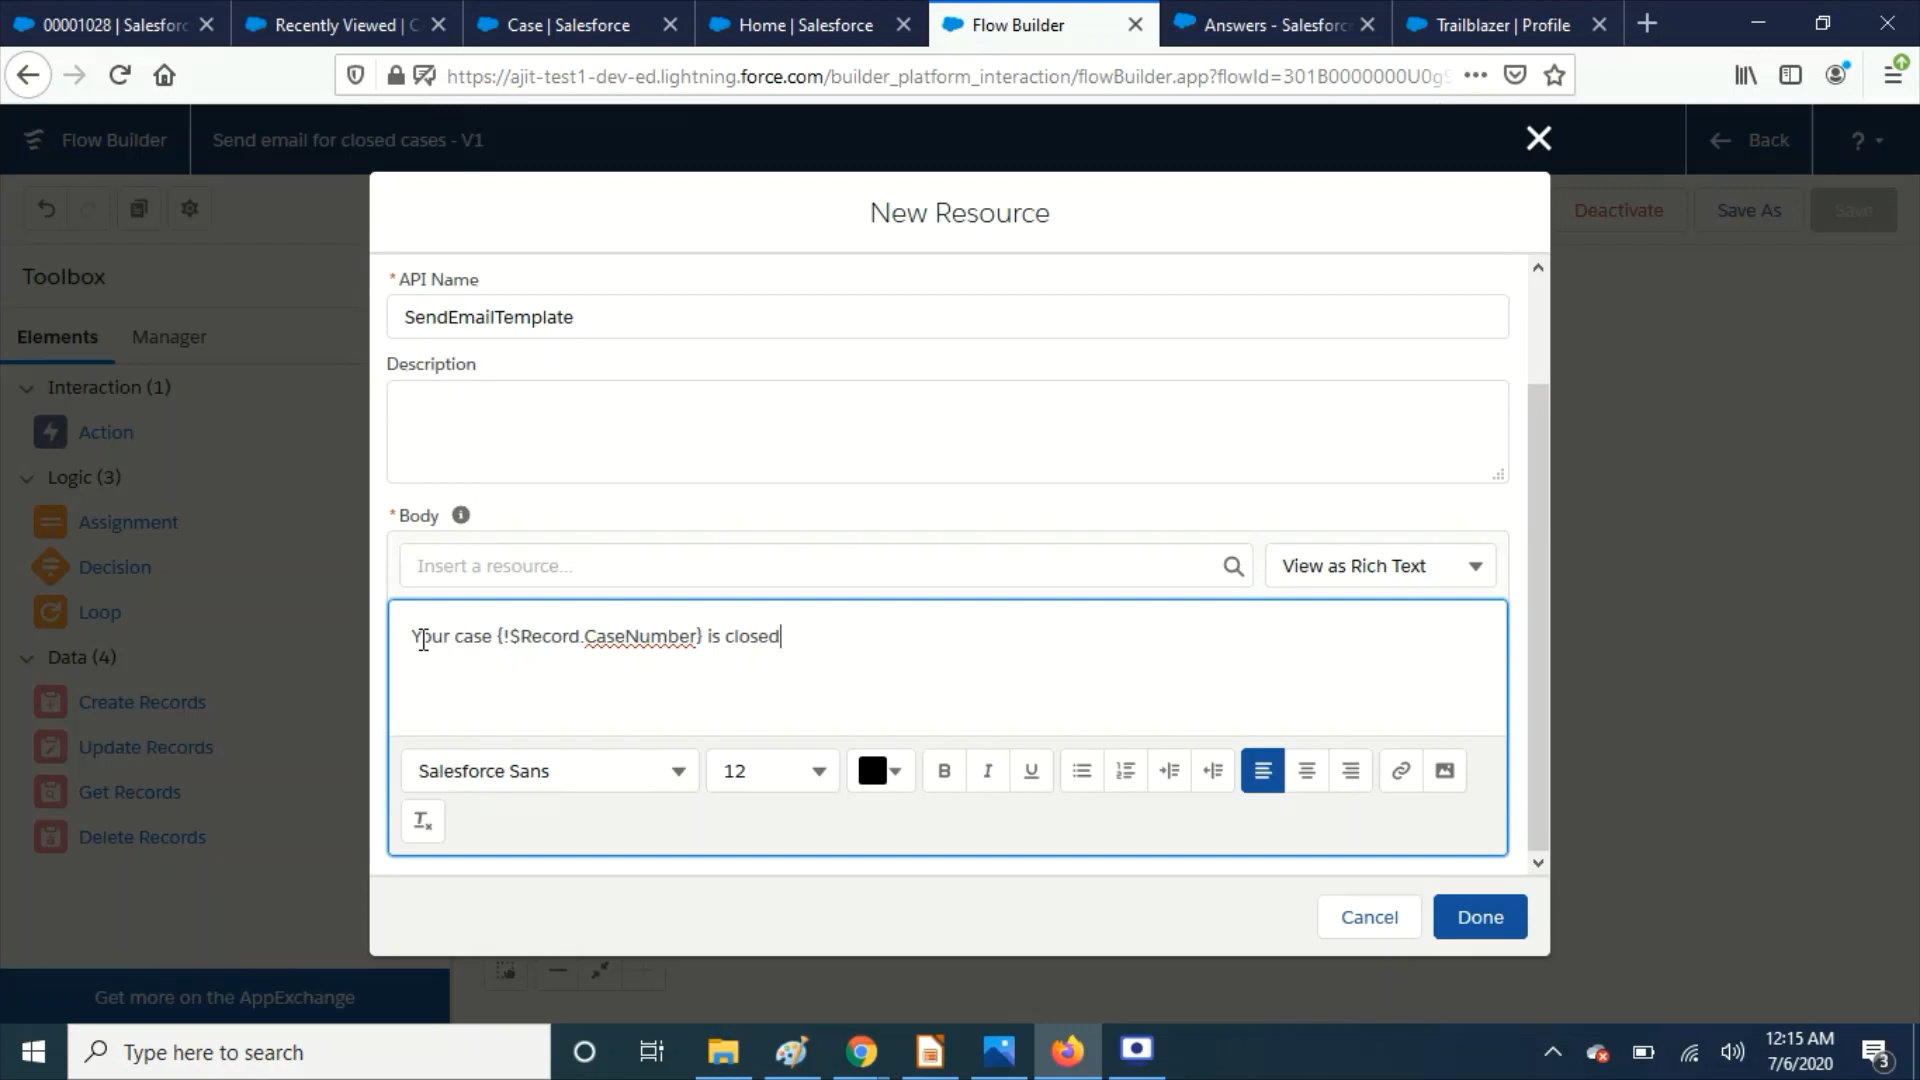 00001028 | Salesforc
Recently Viewed | C
Case | Salesforce
Home | Salesforce
Flow Builder
Answers - Salesforc
Trailblazer | Profile
https://ajit-test1-dev-ed.lightning.force.com/builder_platform_interaction/flowBuilder.app?flowId=301B0000000U0g9
Flow Builder
Send email for closed cases - V1
Back
?
New Resource
Deactivate
Save As
Save
Toolbox
Elements
Manager
Interaction (1)
Action
Logic (3)
Assignment
Decision
Loop
Data (4)
Create Records
Update Records
Get Records
Delete Records
Get more on the AppExchange
*API Name
SendEmailTemplate
Description
*Body
Insert a resource...
View as Rich Text
Your case {!$Record.CaseNumber} is closed
Salesforce Sans
12
B
I
U
Cancel
Done
Type here to search
12:15 AM
7/6/2020
3